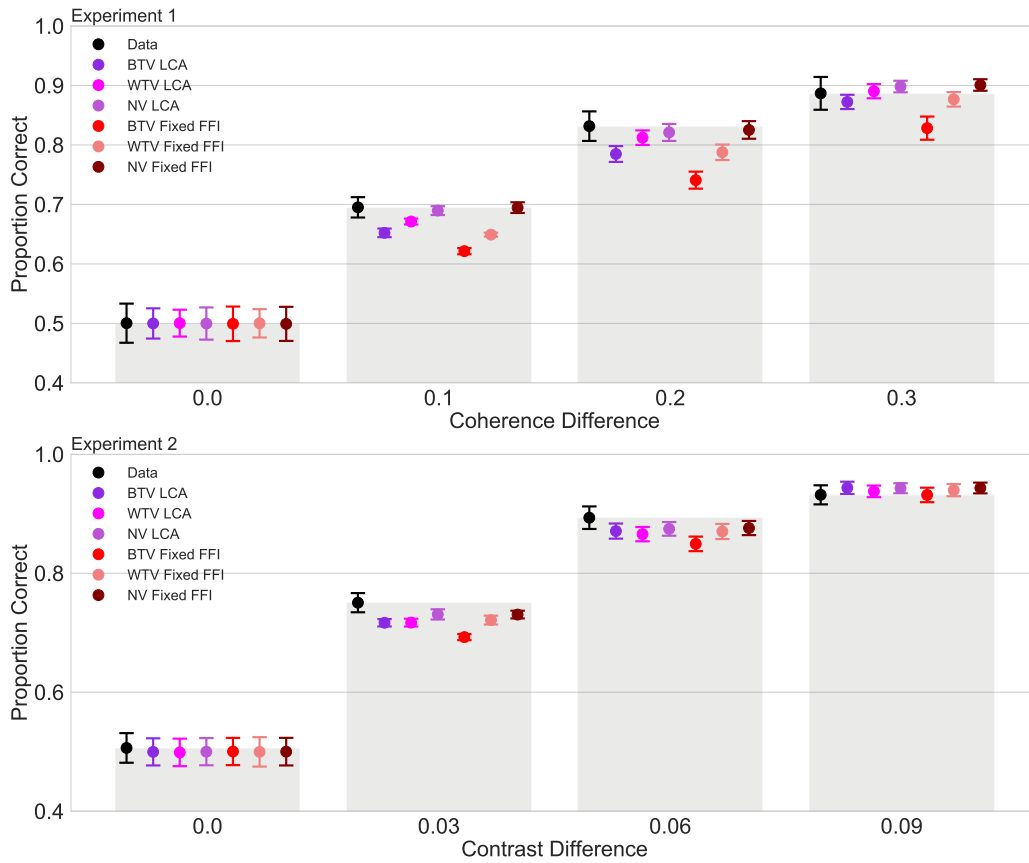 Experiment 1
Proportion Correct
1.0
0.9
0.8
0.7
0.6
0.5
0.4
Data
BTV LCA
WTV LCA
NV LCA
BTV Fixed FFI
WTV Fixed FFI
NV Fixed FFI
0.0 0.1 0.2 0.3
Coherence Difference
Experiment 2
Proportion Correct
1.0
0.8
0.6
0.4
Data
BTV LCA
WTV LCA
NV LCA
BTV Fixed FFI
WTV Fixed FFI
NV Fixed FFI
0.0 0.03 0.06 0.09
Contrast Difference